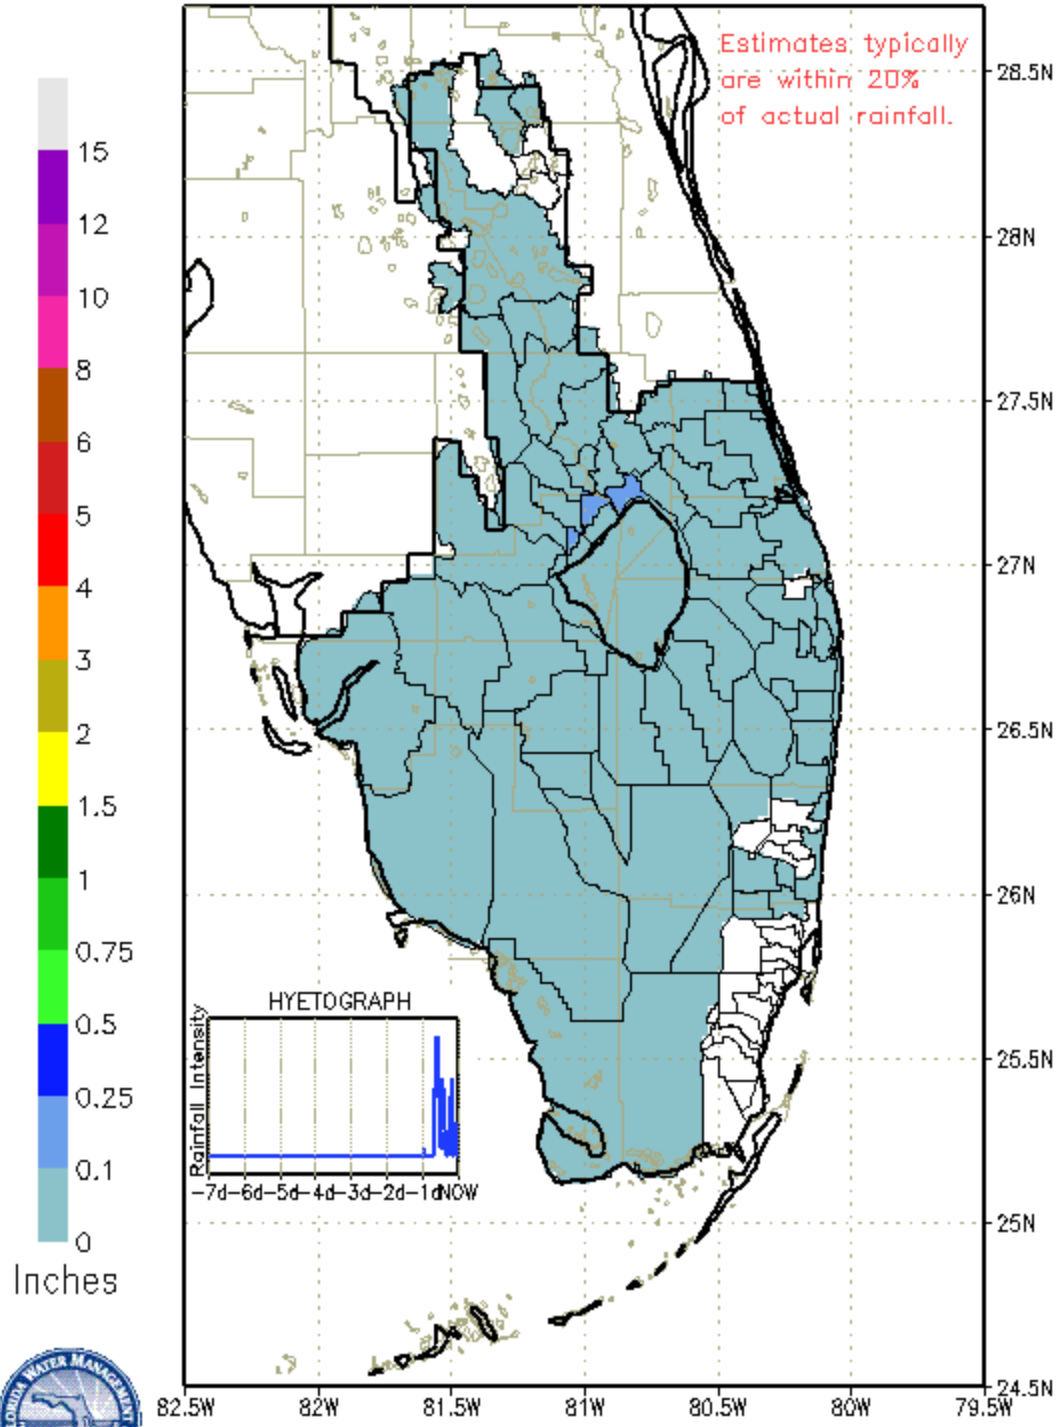 Estimates typically
are within 20%
of actual rainfall.
15
12
10
8
6
5
4
3
2
1.5
1
0.75
0.5
0.25
0.1
0
Inches
28.5N
28N
27.5N
27N
26.5N
26N
25.5N
25N
24.5N
HYETOGRAPH
Rainfall Intensity
-7d-6d-5d-4d-3d-2d-1dNOW
82.5W 82W 81.5W 81W 80.5W 80W 79.5W
WATER MANAGEMENT